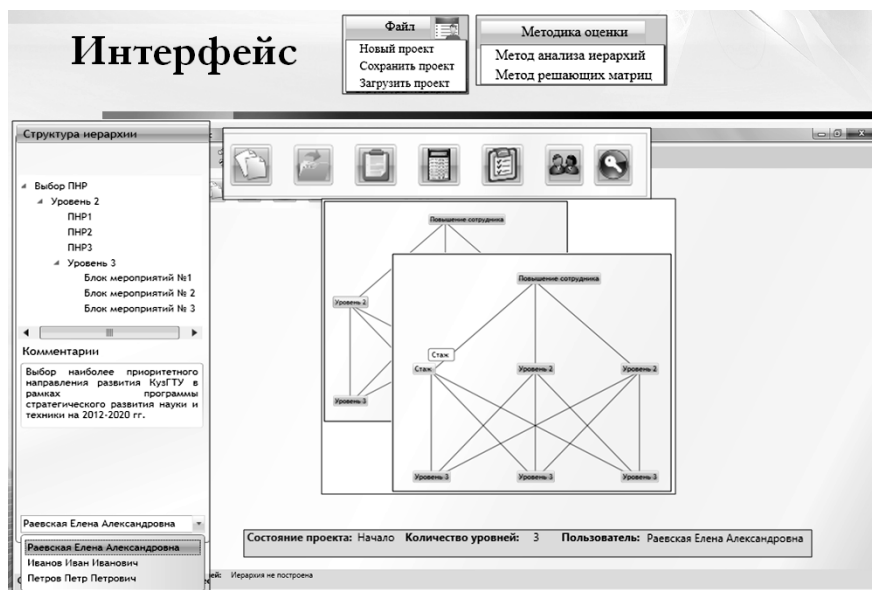 Интерфейс
Файл
Новый проект
Сохранить проект
Загрузить проект
Методика оценки
Метод анализа иерархий
Метод решающих матриц
Структура иерархии
Выбор ПНР
Уровень 2
ПНР1
ПНР2
ПНР3
Уровень 3
Блок мероприятий №1
Блок мероприятий № 2
Блок мероприятий № 3
Комментарии
Выбор наиболее приоритетного
направления развития КузГТУ в
рамках программы
стратегического развития науки и
техники на 2012-2020 гг.
Раевская Елена Александровна
Раевская Елена Александровна
Иванов Иван Иванович
Петров Петр Петрович
Повышение сотрудника
Уровень 2
Уровень 3
Повышение сотрудника
Стаж
Стаж
Уровень 2
Уровень 2
Уровень 3
Уровень 3
Уровень 3
Состояние проекта: Начало Количество уровней: 3 Пользователь: Раевская Елена Александровна
Иерархия не построена